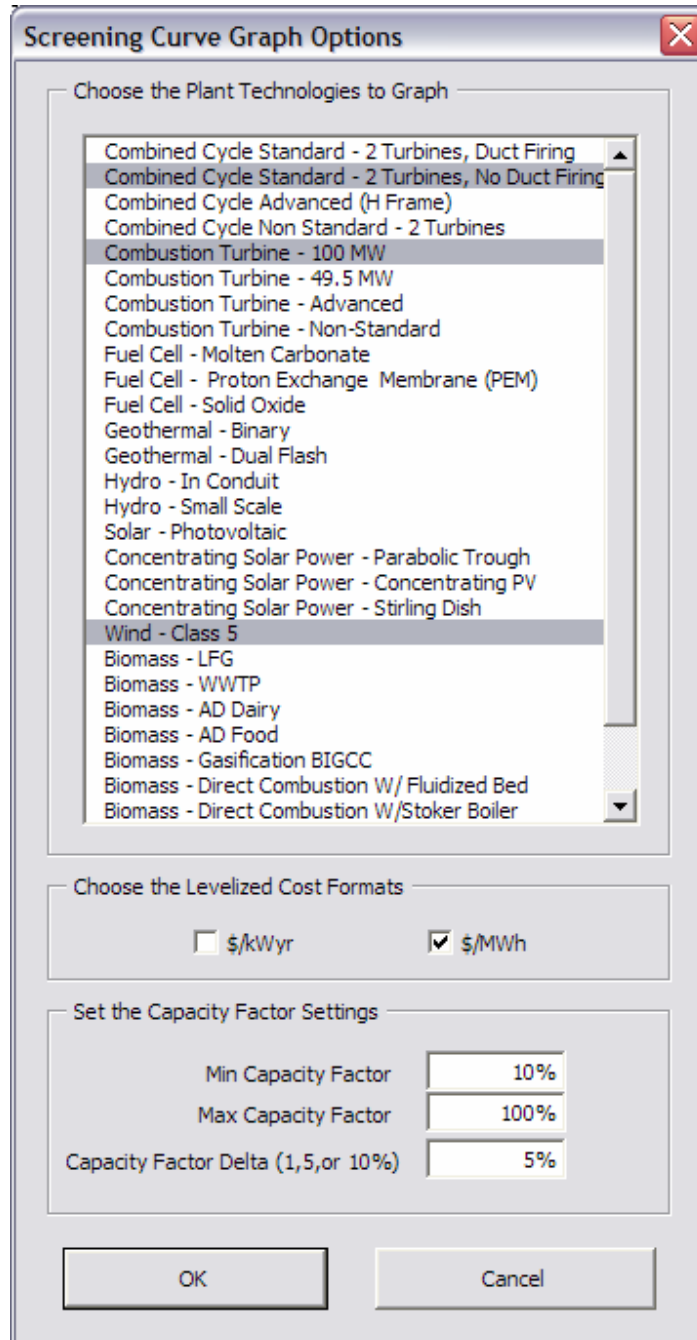 Screening Curve Graph Options
Choose the Plant Technologies to Graph
Combined Cycle Standard - 2 Turbines, Duct Firing
Combined Cycle Standard - 2 Turbines, No Duct Firing
Combined Cycle Advanced (H Frame)
Combined Cycle Non Standard - 2 Turbines
Combustion Turbine - 100 MW
Combustion Turbine - 49.5 MW
Combustion Turbine - Advanced
Combustion Turbine - Non-Standard
Fuel Cell - Molten Carbonate
Fuel Cell -  Proton Exchange  Membrane (PEM)
Fuel Cell - Solid Oxide
Geothermal - Binary
Geothermal - Dual Flash
Hydro - In Conduit
Hydro - Small Scale
Solar - Photovoltaic
Concentrating Solar Power - Parabolic Trough
Concentrating Solar Power - Concentrating PV
Concentrating Solar Power - Stirling Dish
Wind - Class 5
Biomass - LFG
Biomass - WWTP
Biomass - AD Dairy
Biomass - AD Food
Biomass - Gasification BIGCC
Biomass - Direct Combustion W/ Fluidized Bed
Biomass - Direct Combustion W/Stoker Boiler
Choose the Levelized Cost Formats
$/kWyr $/MWh
Set the Capacity Factor Settings
Min Capacity Factor 10%
Max Capacity Factor 100%
Capacity Factor Delta (1,5,or 10%) 5%
OK Cancel